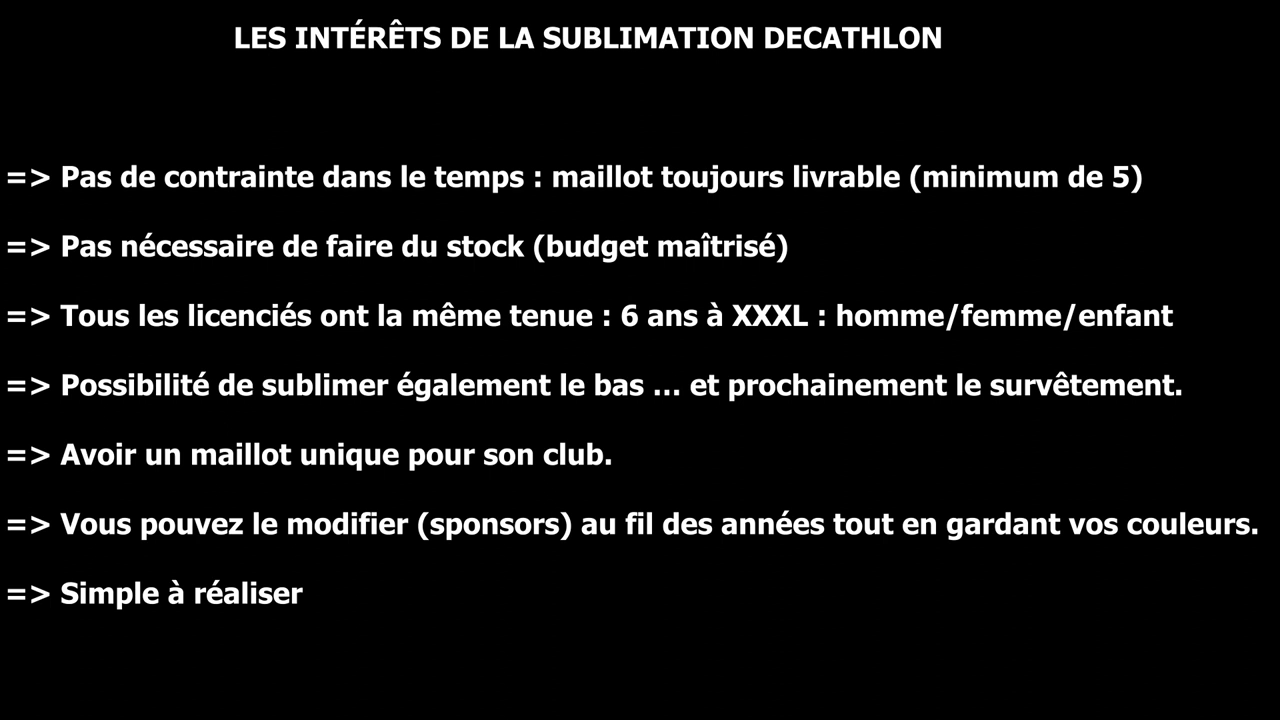 LES INTÉRÊTS DE LA SUBLIMATION DECATHLON
=> Pas de contrainte dans le temps : maillot toujours livrable (minimum de 5)
=> Pas nécessaire de faire du stock (budget maîtrisé)
=> Tous les licenciés ont la même tenue : 6 ans à XXXL : homme/femme/enfant
=> Possibilité de sublimer également le bas ... et prochainement le survêtement.
=> Avoir un maillot unique pour son club.
=> Vous pouvez le modifier (sponsors) au fil des années tout en gardant vos couleurs.
=> Simple à réaliser